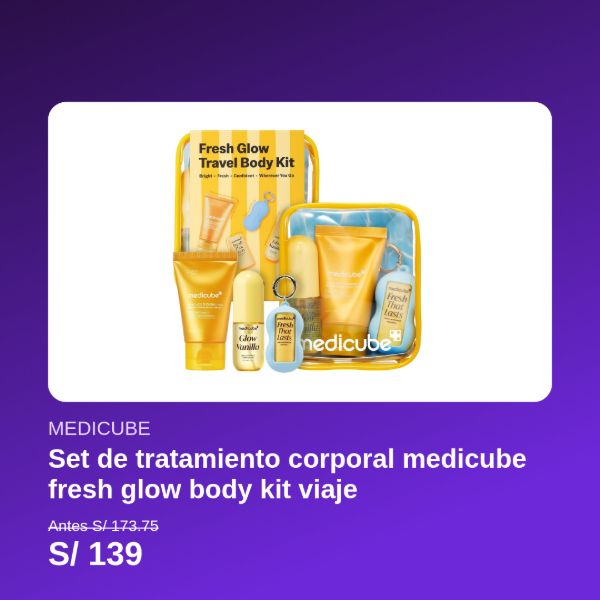 Fresh Glow
Travel Body Kit
Bright • Fresh • Confident • Wherever You Go
medicube
medicube
Glow
Vanilla
medicube
Fresh
That
Lasts
medicube
medicube
Fresh
That
Lasts
medicube
MEDICUBE
Set de tratamiento corporal medicube
fresh glow body kit viaje
Antes S/ 173.75
S/ 139